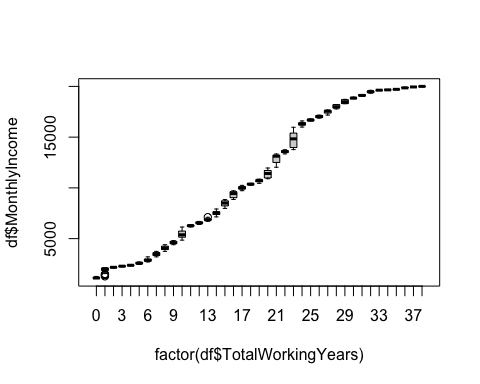 df$MonthlyIncome
15000
5000
0 3 6 9 13 17 21 25 29 33 37
factor(df$TotalWorkingYears)